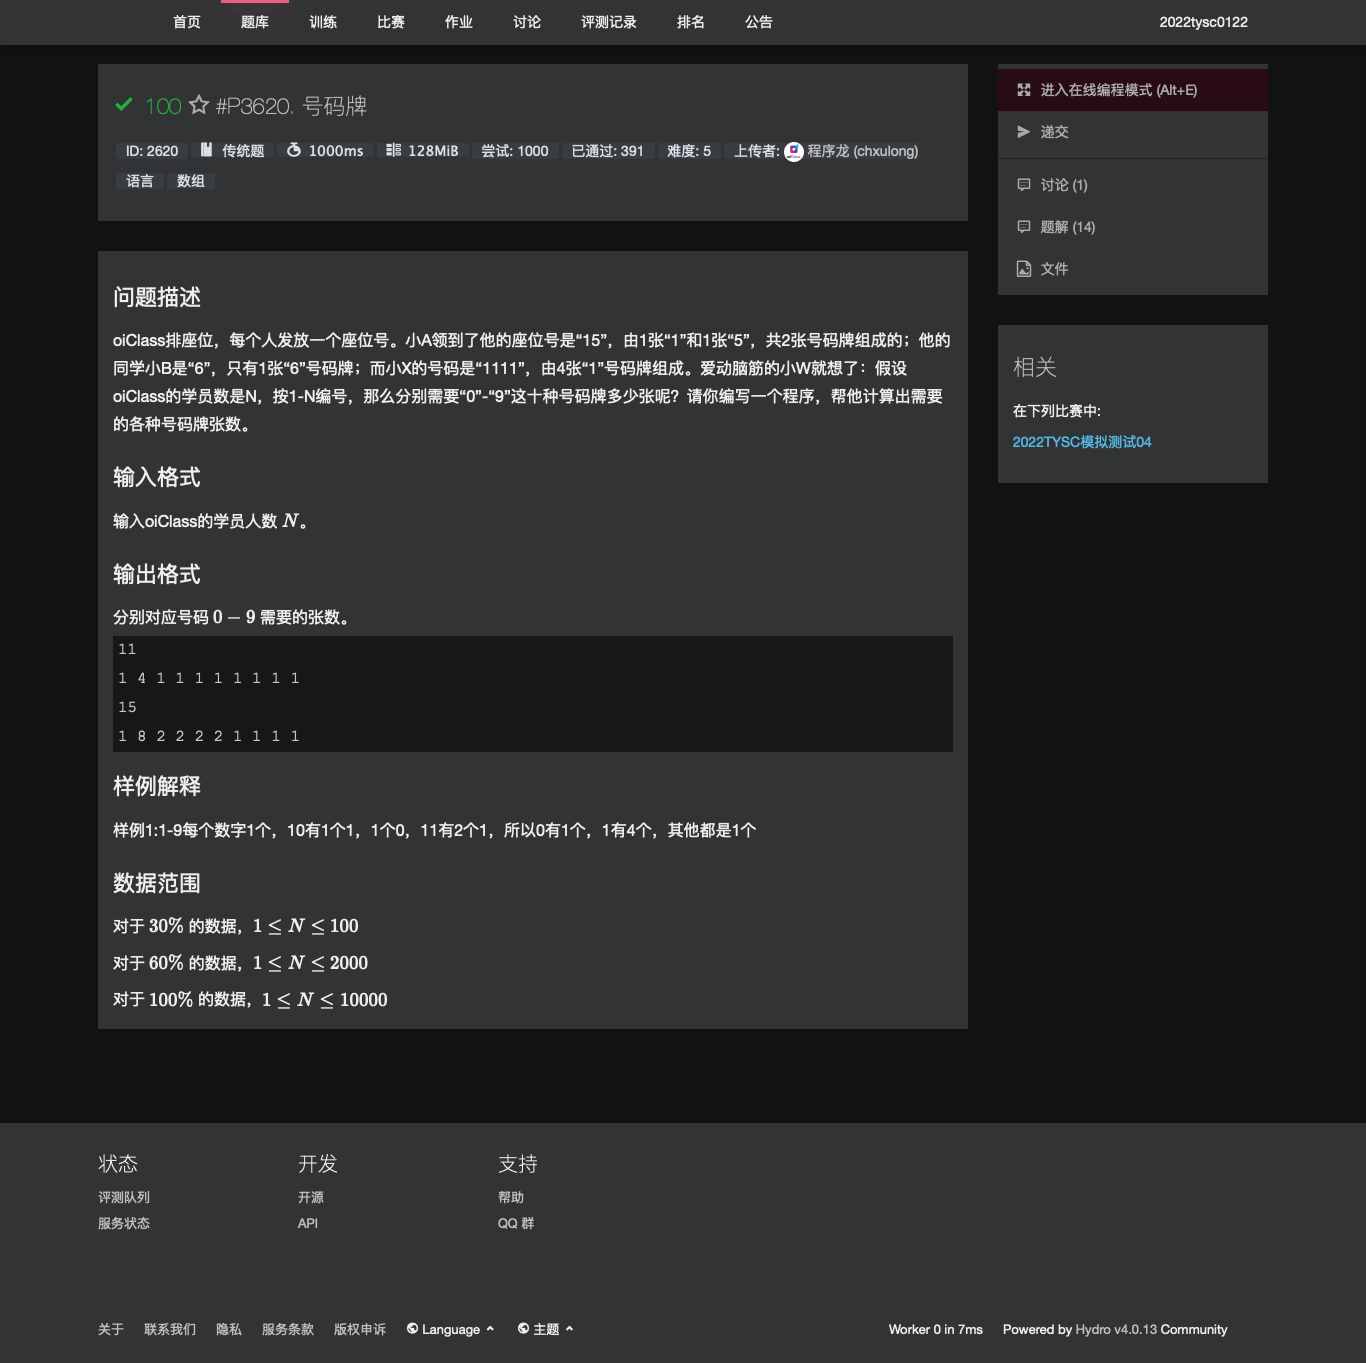 首页 题库 训练 比赛 作业 讨论 评测记录 排名 公告 2022tysc0122
100 #P3620. 号码牌
ID: 2620 传统题 1000ms 128MiB 尝试: 1000 已通过: 391 难度: 5 上传者: 程序龙 (chxulong)
语言 数组
问题描述
oiClass排座位，每个人发放一个座位号。小A领到了他的座位号是“15”，由1张“1”和1张“5”，共2张号码牌组成的；他的
同学小B是“6”，只有1张“6”号码牌；而小X的号码是“1111”，由4张“1”号码牌组成。爱动脑筋的小W就想了：假设
oiClass的学员数是N，按1-N编号，那么分别需要“0”-“9”这十种号码牌多少张呢？请你编写一个程序，帮他计算出需要
的各种号码牌张数。
输入格式
输入oiClass的学员人数 N。
输出格式
分别对应号码 0 − 9 需要的张数。
11
1 4 1 1 1 1 1 1 1 1
15
1 8 2 2 2 2 1 1 1 1
样例解释
样例1:1-9每个数字1个，10有1个1，1个0，11有2个1，所以0有1个，1有4个，其他都是1个
数据范围
对于 30% 的数据，1 ≤ N ≤ 100
对于 60% 的数据，1 ≤ N ≤ 2000
对于 100% 的数据，1 ≤ N ≤ 10000
进入在线编程模式 (Alt+E)
递交
讨论 (1)
题解 (14)
文件
相关
在下列比赛中:
2022TYSC模拟测试04
状态 开发 支持
评测队列 开源 帮助
服务状态 API QQ 群
关于 联系我们 隐私 服务条款 版权申诉 Language 主题 Worker 0 in 7ms Powered by Hydro v4.0.13 Community